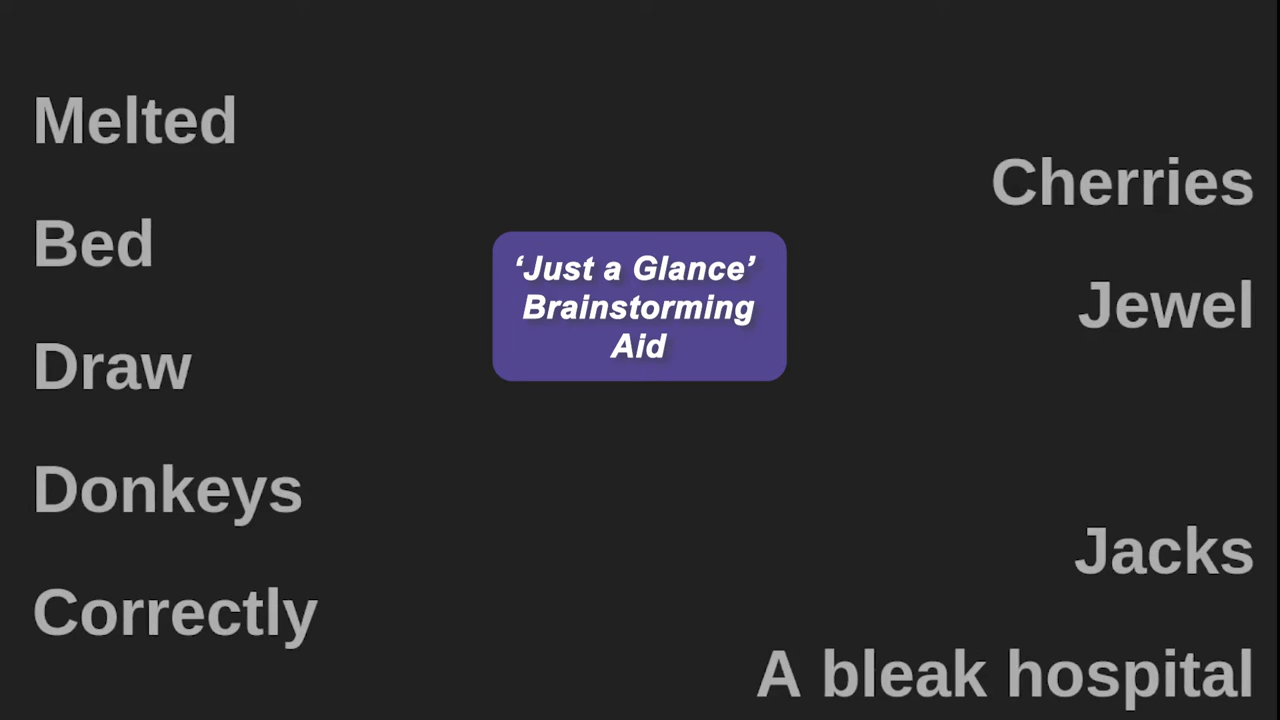 Melted
Cherries
Bed
‘Just a Glance’
Brainstorming
Aid
Jewel
Draw
Donkeys
Jacks
Correctly
A bleak hospital